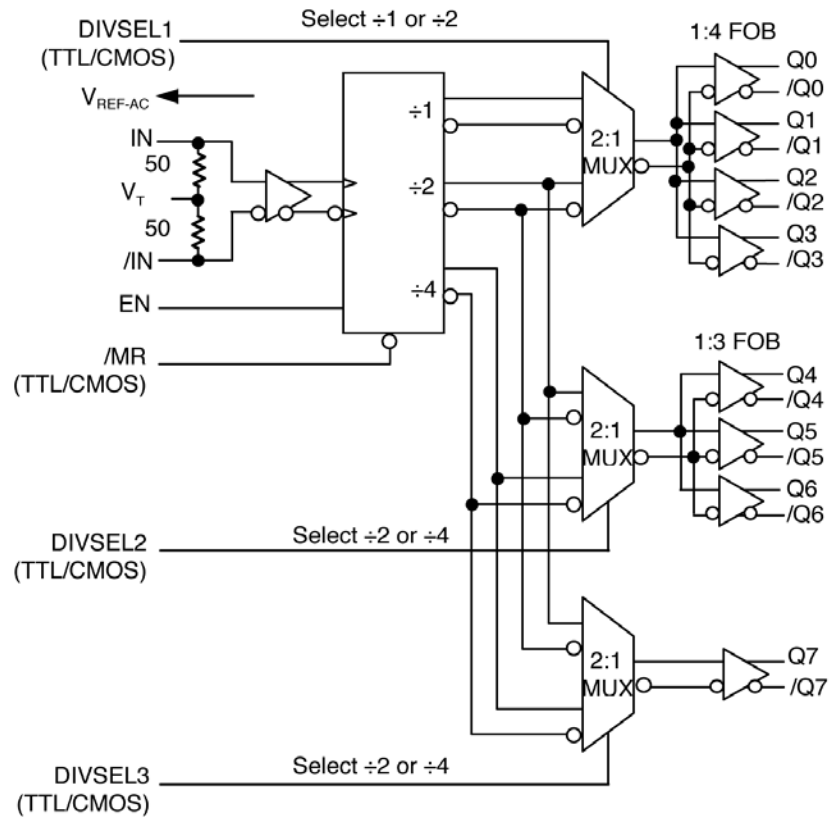 DIVSEL1
(TTL/CMOS)
Select ÷1 or ÷2
1:4 FOB
VREF-AC
IN
50
VT
50
/IN
EN
/MR
(TTL/CMOS)
÷1
÷2
÷4
2:1
MUX
Q0
/Q0
Q1
/Q1
Q2
/Q2
Q3
/Q3
1:3 FOB
2:1
MUX
Q4
/Q4
Q5
/Q5
Q6
/Q6
DIVSEL2
(TTL/CMOS)
Select ÷2 or ÷4
2:1
MUX
Q7
/Q7
DIVSEL3
(TTL/CMOS)
Select ÷2 or ÷4